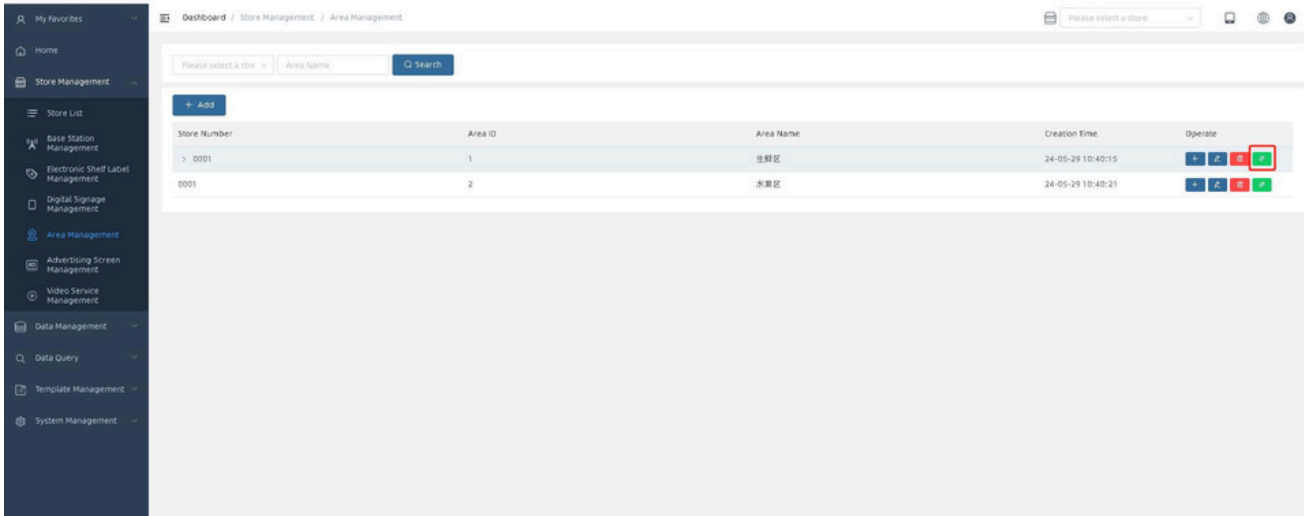 My Favorites
Dashboard / Store Management / Area Management
Please select a store
Home
Store Management
Please select a stor
Area Name
Search
Store List
+ Add
Base Station
Management
Store Number
Area ID
Area Name
Creation Time
Operate
> 0001
1
生鲜区
24-05-29 10:40:15
Electronic Shelf Label
Management
0001
2
水果区
24-05-29 10:40:21
Digital Signage
Management
Area Management
AD
Advertising Screen
Management
Video Service
Management
Data Management
Data Query
Template Management
System Management